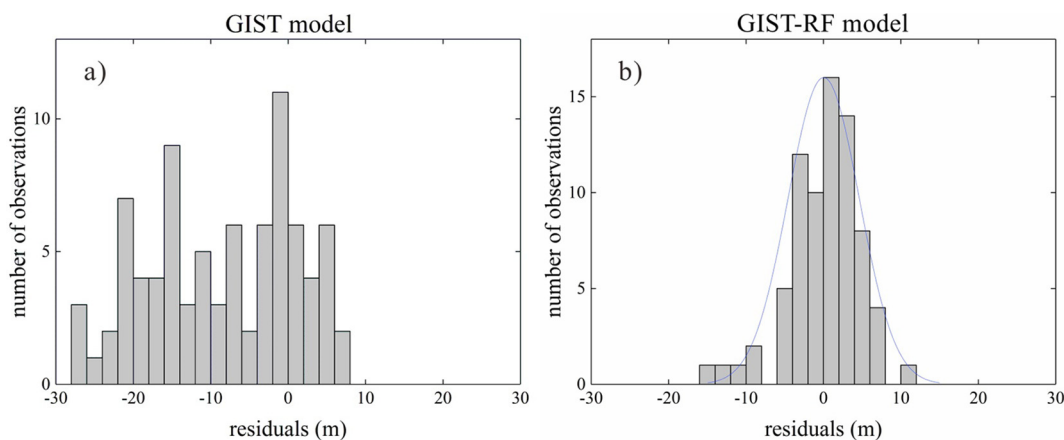 GIST model
a)
number of observations
10
5
0
-30 -20 -10 0 10 20 30
residuals (m)
GIST-RF model
b)
number of observations
15
10
5
0
-30 -20 -10 0 10 20 30
residuals (m)